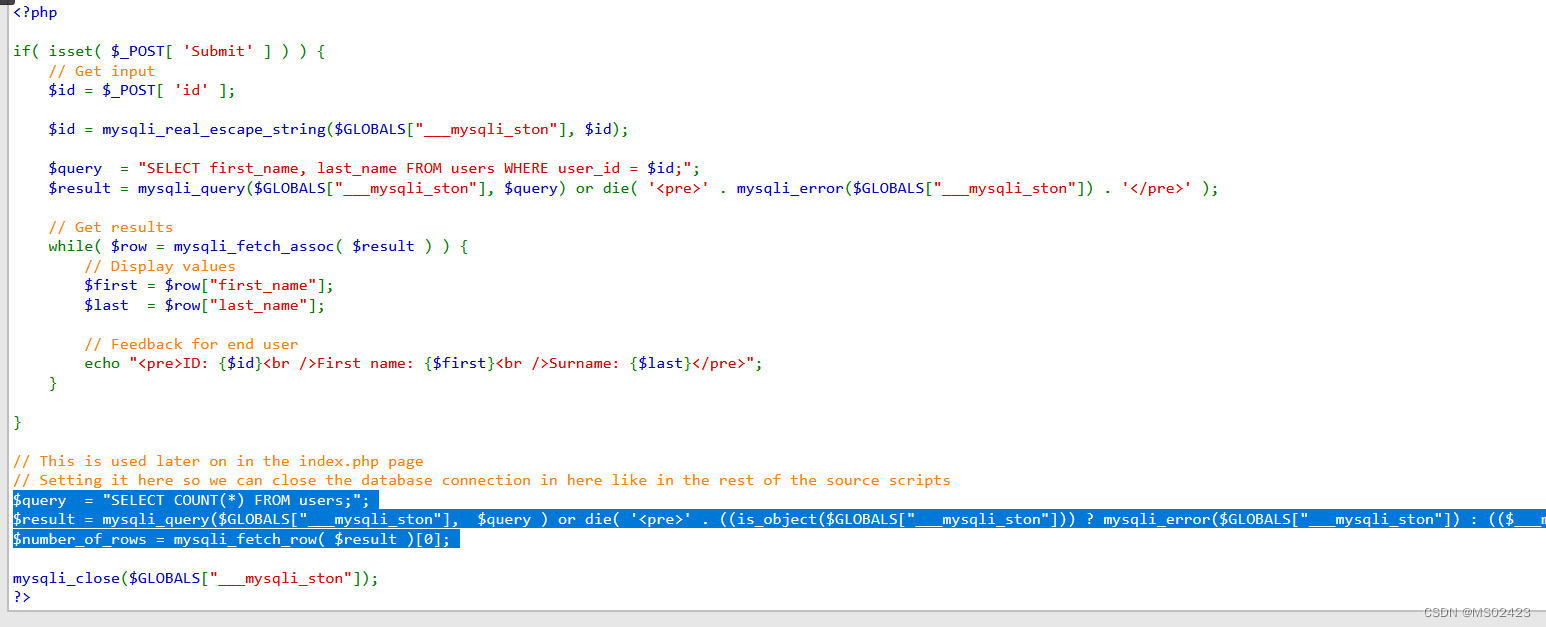 <?php
if( isset( $_POST[ 'Submit' ] ) ) {
    // Get input
    $id = $_POST[ 'id' ];
    $id = mysqli_real_escape_string($GLOBALS["___mysqli_ston"], $id);
    $query  = "SELECT first_name, last_name FROM users WHERE user_id = $id;";
    $result = mysqli_query($GLOBALS["___mysqli_ston"], $query) or die( '<pre>' . mysqli_error($GLOBALS["___mysqli_ston"]) . '</pre>' );
    // Get results
    while( $row = mysqli_fetch_assoc( $result ) ) {
        // Display values
        $first = $row["first_name"];
        $last  = $row["last_name"];
        // Feedback for end user
        echo "<pre>ID: {$id}<br />First name: {$first}<br />Surname: {$last}</pre>";
    }
}
// This is used later on in the index.php page
// Setting it here so we can close the database connection in here like in the rest of the source scripts
$query  = "SELECT COUNT(*) FROM users;";
$result = mysqli_query($GLOBALS["___mysqli_ston"],  $query ) or die( '<pre>' . ((is_object($GLOBALS["___mysqli_ston"])) ? mysqli_error($GLOBALS["___mysqli_ston"]) : (($___m
$number_of_rows = mysqli_fetch_row( $result )[0];
mysqli_close($GLOBALS["___mysqli_ston"]);
?>
CSDN @MS02423